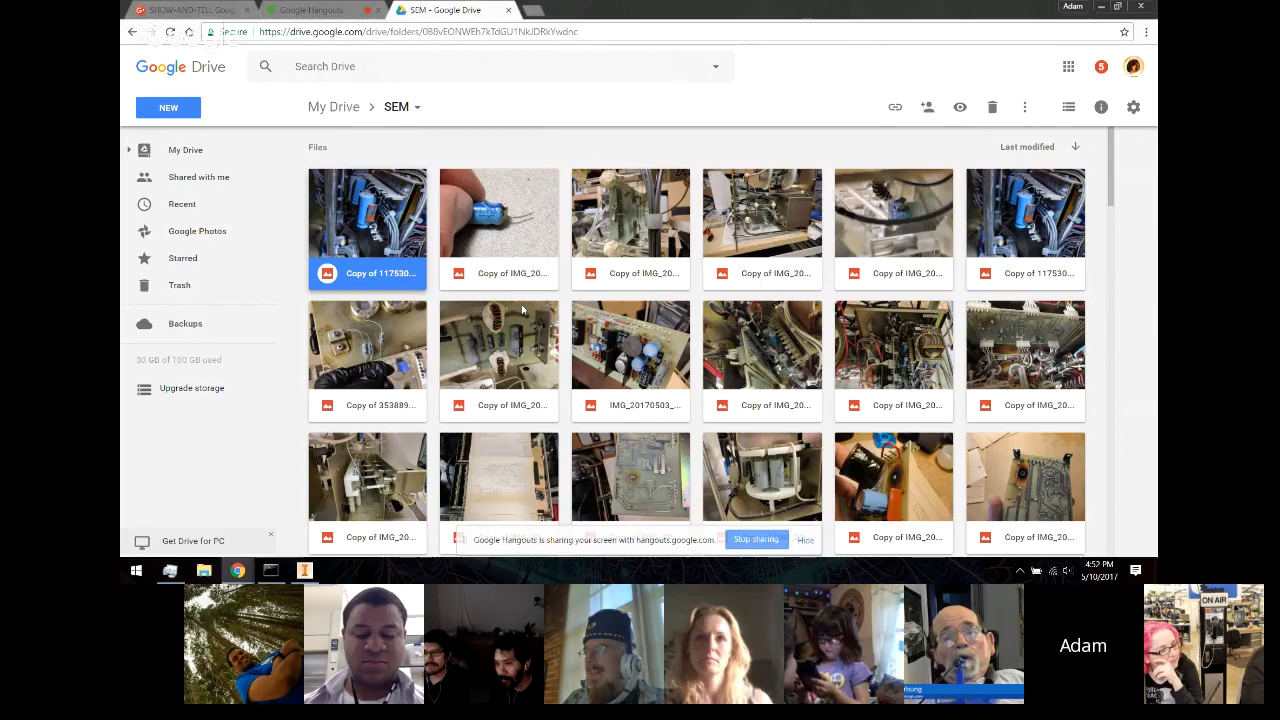 SHOW-AND-TELL Googl
Google Hangouts
SEM - Google Drive
Adam
Secure
https://drive.google.com/drive/folders/0B8vEONWEh7kTdGU1NkJDRkYwdnc
Google Drive
Search Drive
5
NEW
My Drive
SEM
My Drive
Shared with me
Recent
Google Photos
Starred
Trash
Backups
30 GB of 100 GB used
Upgrade storage
Get Drive for PC
Files
Last modified
Copy of 117530...
Copy of IMG_20...
Copy of IMG_20...
Copy of IMG_20...
Copy of IMG_20...
Copy of 117530...
Copy of 353889...
Copy of IMG_20...
IMG_20170503_...
Copy of IMG_20...
Copy of IMG_20...
Copy of IMG_20...
Copy of IMG_20...
Copy of IMG_20...
Copy of IMG_20...
Google Hangouts is sharing your screen with hangouts.google.com.
Stop sharing
Hide
4:52 PM
5/10/2017
Young
Adam
ON AIR